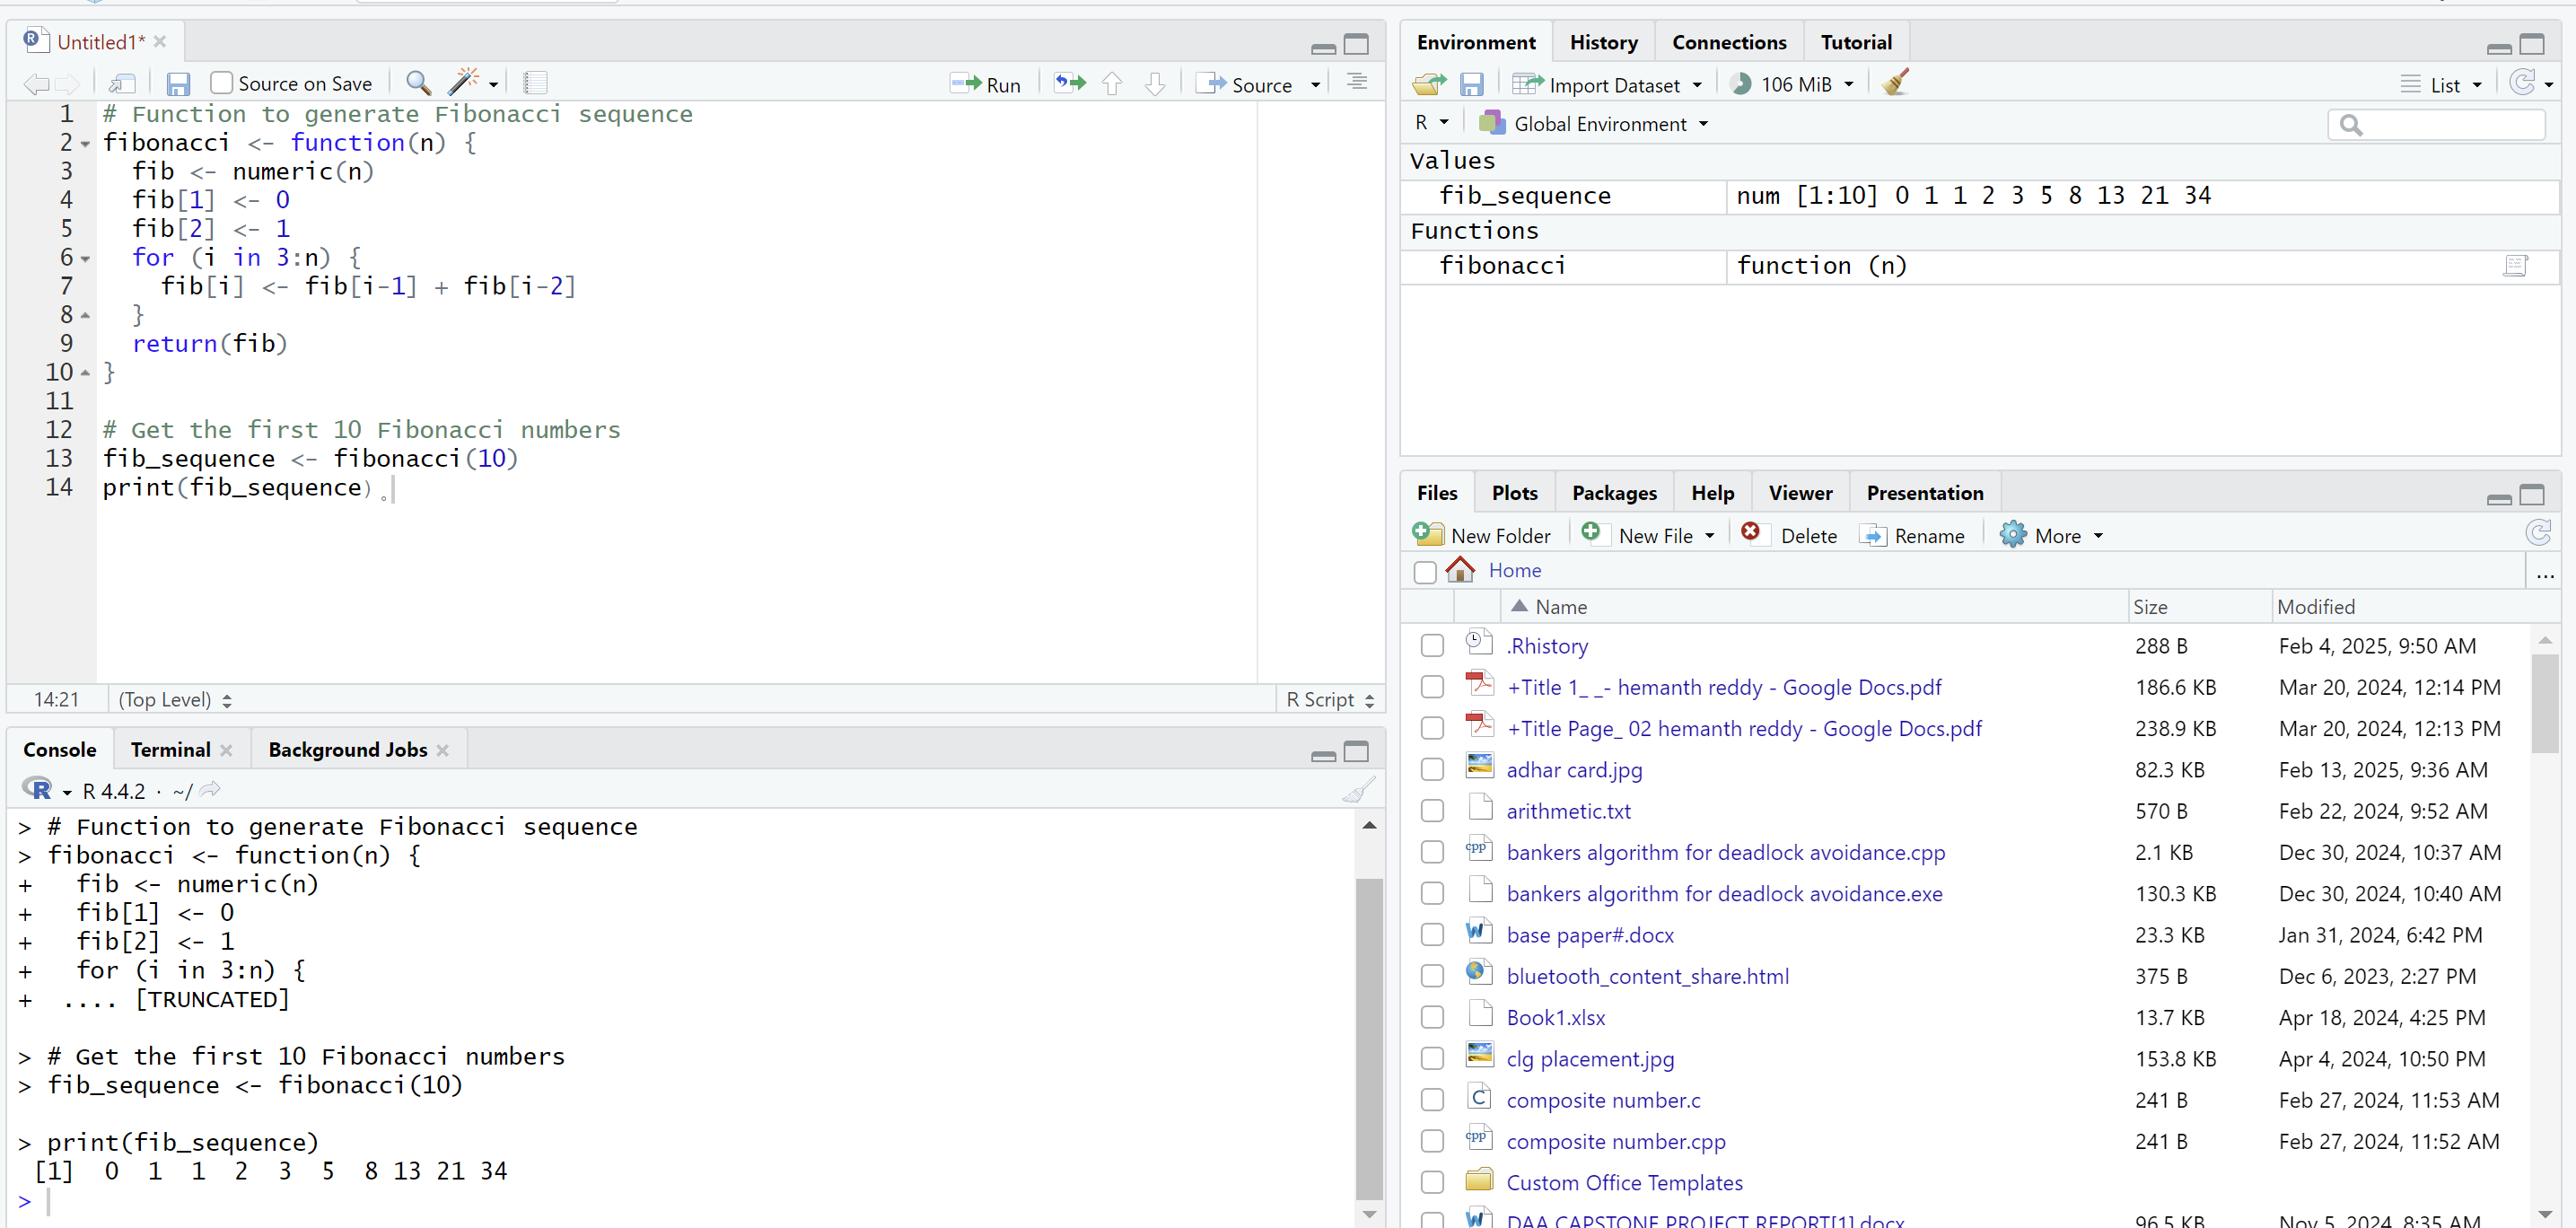 Untitled1*
Source on Save
Run
Source
1 # Function to generate Fibonacci sequence
2 fibonacci <- function(n) {
3   fib <- numeric(n)
4   fib[1] <- 0
5   fib[2] <- 1
6   for (i in 3:n) {
7     fib[i] <- fib[i-1] + fib[i-2]
8   }
9   return(fib)
10 }
11
12 # Get the first 10 Fibonacci numbers
13 fib_sequence <- fibonacci(10)
14 print(fib_sequence)。
14:21 (Top Level) R Script
Console Terminal Background Jobs
R 4.4.2 · ~/
> # Function to generate Fibonacci sequence
> fibonacci <- function(n) {
+   fib <- numeric(n)
+   fib[1] <- 0
+   fib[2] <- 1
+   for (i in 3:n) {
+  .... [TRUNCATED]
> # Get the first 10 Fibonacci numbers
> fib_sequence <- fibonacci(10)
> print(fib_sequence)
[1]  0  1  1  2  3  5  8 13 21 34
>
Environment History Connections Tutorial
Import Dataset 106 MiB List
R Global Environment
Values
fib_sequence num [1:10] 0 1 1 2 3 5 8 13 21 34
Functions
fibonacci function (n)
Files Plots Packages Help Viewer Presentation
New Folder New File Delete Rename More
Home ...
Name Size Modified
.Rhistory 288 B Feb 4, 2025, 9:50 AM
+Title 1_ _- hemanth reddy - Google Docs.pdf 186.6 KB Mar 20, 2024, 12:14 PM
+Title Page_ 02 hemanth reddy - Google Docs.pdf 238.9 KB Mar 20, 2024, 12:13 PM
adhar card.jpg 82.3 KB Feb 13, 2025, 9:36 AM
arithmetic.txt 570 B Feb 22, 2024, 9:52 AM
bankers algorithm for deadlock avoidance.cpp 2.1 KB Dec 30, 2024, 10:37 AM
bankers algorithm for deadlock avoidance.exe 130.3 KB Dec 30, 2024, 10:40 AM
base paper#.docx 23.3 KB Jan 31, 2024, 6:42 PM
bluetooth_content_share.html 375 B Dec 6, 2023, 2:27 PM
Book1.xlsx 13.7 KB Apr 18, 2024, 4:25 PM
clg placement.jpg 153.8 KB Apr 4, 2024, 10:50 PM
composite number.c 241 B Feb 27, 2024, 11:53 AM
composite number.cpp 241 B Feb 27, 2024, 11:52 AM
Custom Office Templates
DAA CAPSTONE PROJECT REPORT[1].docx 96.5 KB Nov 5, 2024, 8:35 AM